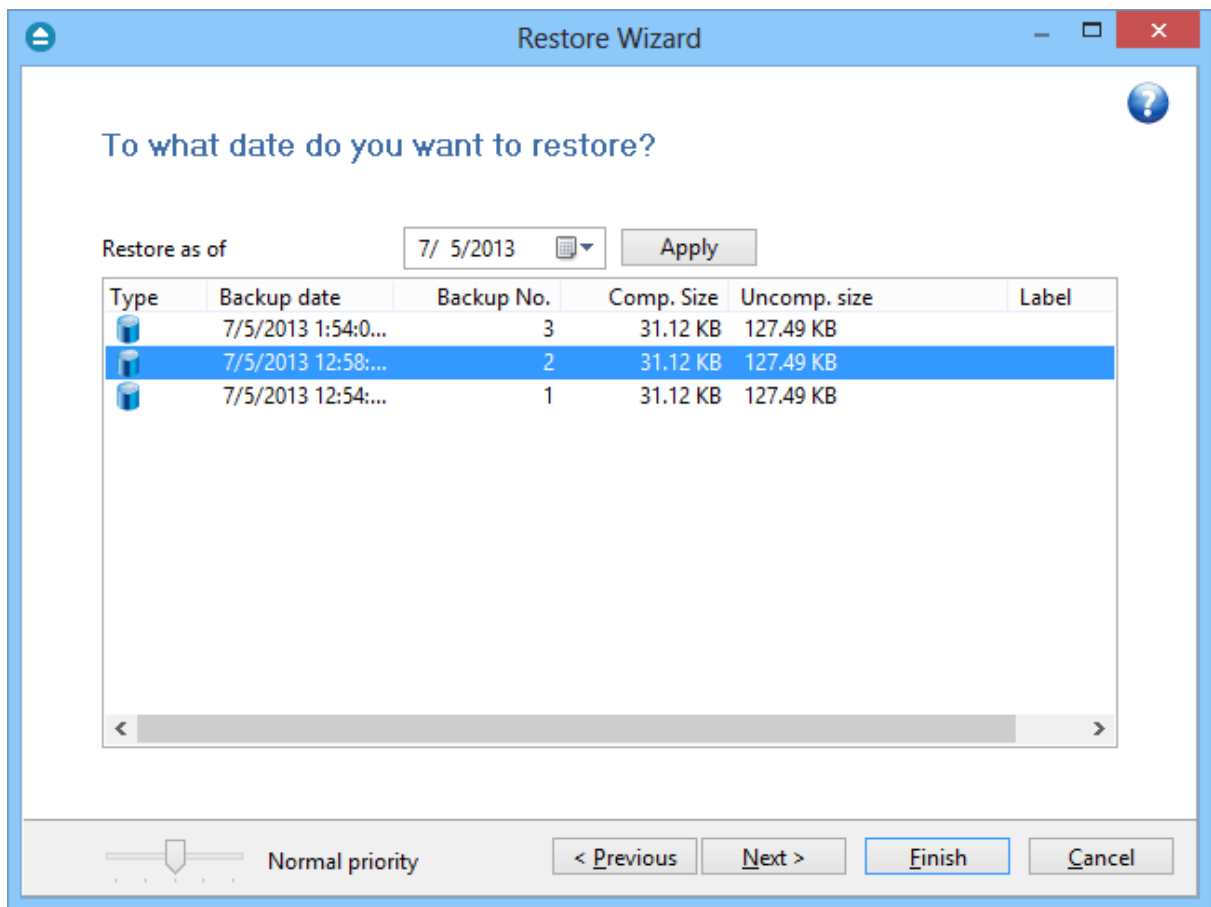 Restore Wizard
To what date do you want to restore?
Restore as of 7/ 5/2013 Apply
Type Backup date Backup No. Comp. Size Uncomp. size Label
7/5/2013 1:54:0... 3 31.12 KB 127.49 KB
7/5/2013 12:58:... 2 31.12 KB 127.49 KB
7/5/2013 12:54:... 1 31.12 KB 127.49 KB
Normal priority < Previous Next > Finish Cancel